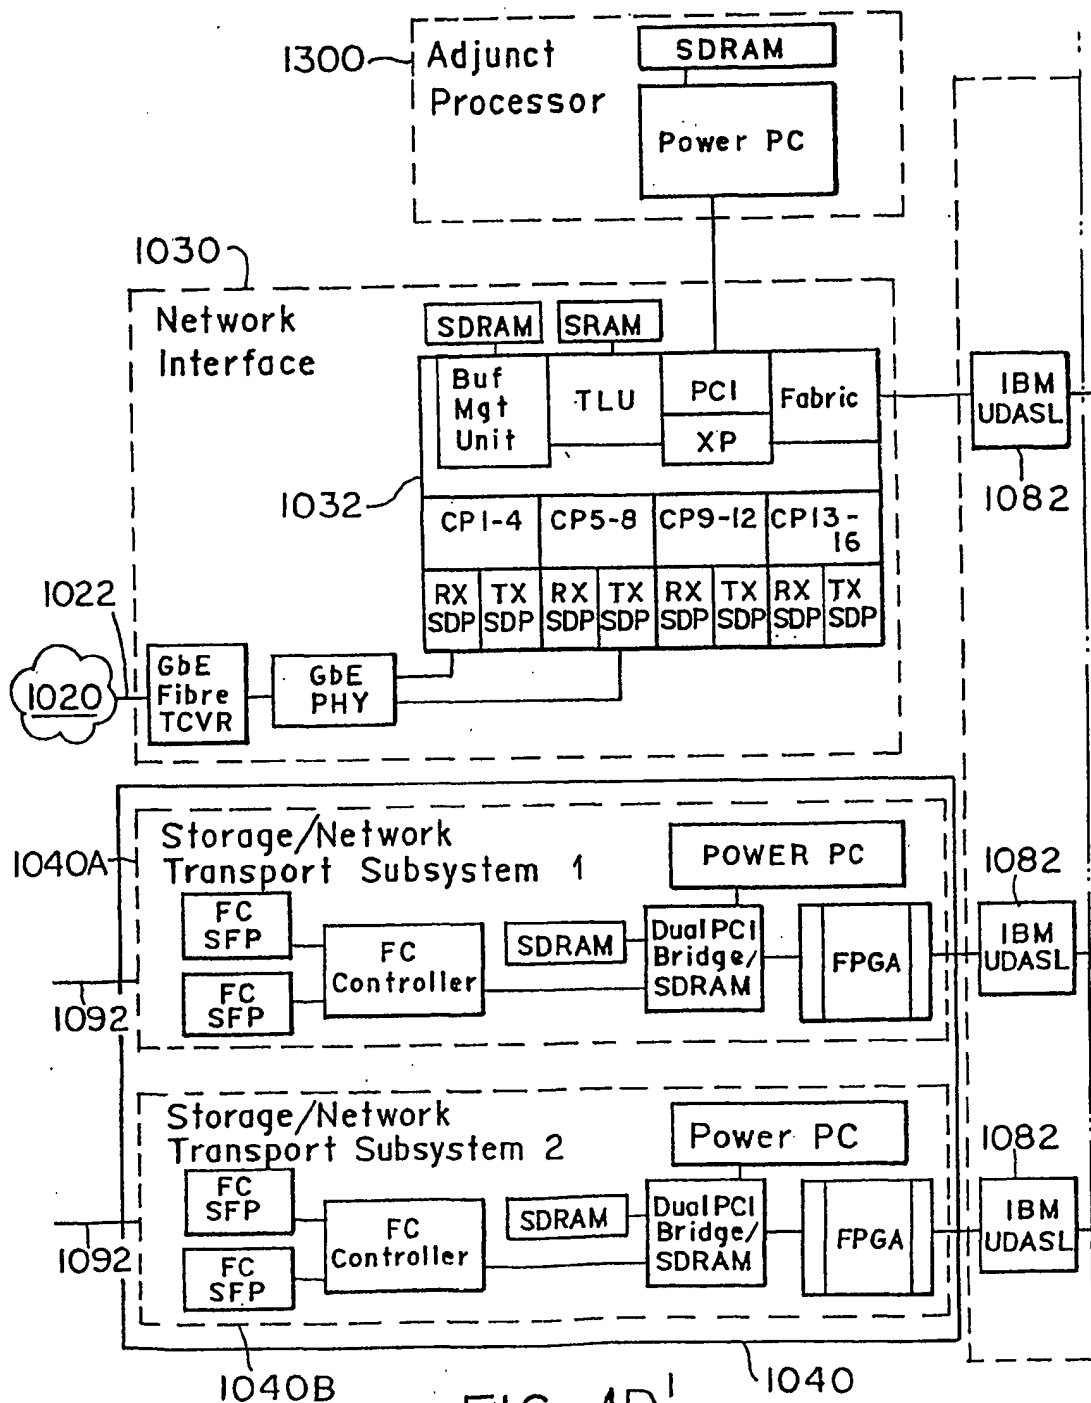 1300
Adjunct
Processor
SDRAM
Power PC
1030
Network
Interface
SDRAM
SRAM
Buf
Mgt
Unit
TLU
PCI
XP
Fabric
IBM
UDASL
1082
1032
CP1-4
CP5-8
CP9-12
CP13-
16
RX
SDP
TX
SDP
RX
SDP
TX
SDP
RX
SDP
TX
SDP
RX
SDP
TX
SDP
1022
1020
GbE
Fibre
TCVR
GbE
PHY
1040A
Storage/Network
Transport Subsystem 1
POWER PC
FC
SFP
FC
SFP
FC
Controller
SDRAM
Dual PCI
Bridge/
SDRAM
FPGA
1082
IBM
UDASL
1092
Storage/Network
Transport Subsystem 2
Power PC
FC
SFP
FC
SFP
FC
Controller
SDRAM
Dual PCI
Bridge/
SDRAM
FPGA
1082
IBM
UDASL
1092
1040B
1040